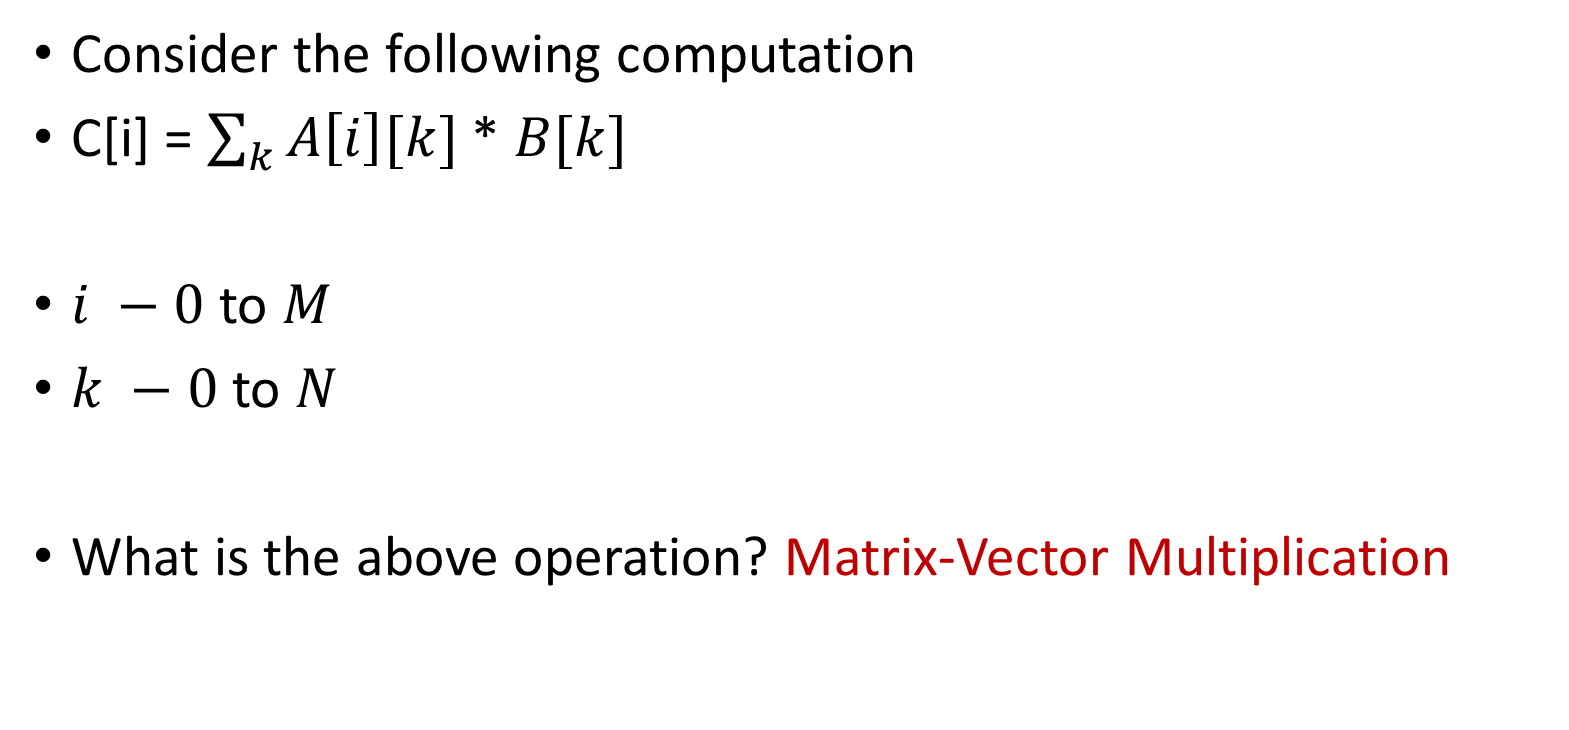 • Consider the following computation
• C[i] = ∑ₖ A[i][k] * B[k]
• i − 0 to M
• k − 0 to N
• What is the above operation? Matrix-Vector Multiplication